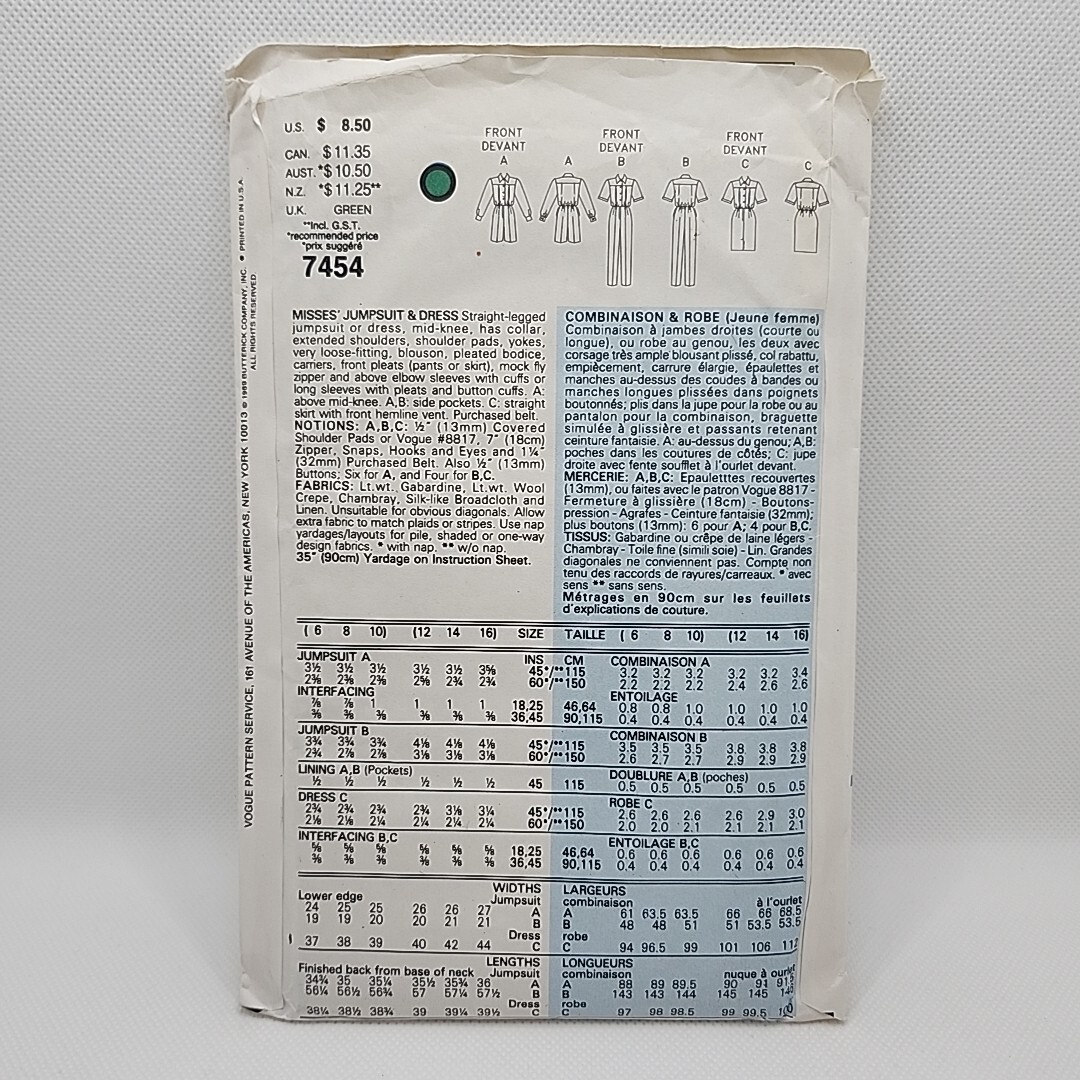 U.S. $ 8.50
CAN. $11.35
AUST. *$10.50
N.Z. *$11.25**
U.K. GREEN
**Incl. G.S.T.
*recommended price
*prix suggéré
7454
FRONT
DEVANT
A
A
FRONT
DEVANT
B
B
FRONT
DEVANT
C
C
VOGUE PATTERN SERVICE, 161 AVENUE OF THE AMERICAS, NEW YORK 10013 © 1989 BUTTERICK COMPANY, INC. ● PRINTED IN U.S.A.
ALL RIGHTS RESERVED.
MISSES' JUMPSUIT & DRESS Straight-legged
jumpsuit or dress, mid-knee, has collar,
extended shoulders, shoulder pads, yokes,
very loose-fitting, blouson, pleated bodice,
carriers, front pleats (pants or skirt), mock fly
zipper and above elbow sleeves with cuffs or
long sleeves with pleats and button cuffs. A:
above mid-knee. A,B: side pockets. C: straight
skirt with front hemline vent. Purchased belt.
NOTIONS: A,B,C: ½" (13mm) Covered
Shoulder Pads or Vogue #8817, 7" (18cm)
Zipper, Snaps, Hooks and Eyes and 1¼"
(32mm) Purchased Belt. Also ½" (13mm)
Buttons: Six for A, and Four for B,C.
FABRICS: Lt.wt. Gabardine, Lt.wt. Wool
Crepe, Chambray, Silk-like Broadcloth and
Linen. Unsuitable for obvious diagonals. Allow
extra fabric to match plaids or stripes. Use nap
yardages/layouts for pile, shaded or one-way
design fabrics. * with nap. ** w/o nap.
35" (90cm) Yardage on Instruction Sheet.
COMBINAISON & ROBE (Jeune femme)
Combinaison à jambes droites (courte ou
longue), ou robe au genou, les deux avec
corsage très ample blousant plissé, col rabattu,
empiècement, carrure élargie, épaulettes et
manches au-dessus des coudes à bandes ou
manches longues plissées dans poignets
boutonnés; plis dans la jupe pour la robe ou au
pantalon pour la combinaison, braguette
simulée à glissière et passants retenant
ceinture fantaisie. A: au-dessus du genou; A,B:
poches dans les coutures de côtés; C: jupe
droite avec fente soufflet à l'ourlet devant.
MERCERIE: A,B,C: Epauletttes recouvertes
(13mm), ou faites avec le patron Vogue 8817 -
Fermeture à glissière (18cm) - Boutons-
pression - Agrafes - Ceinture fantaisie (32mm);
plus boutons (13mm): 6 pour A; 4 pour B,C.
TISSUS: Gabardine ou crêpe de laine légers -
Chambray - Toile fine (simili soie) - Lin. Grandes
diagonales ne conviennent pas. Compte non
tenu des raccords de rayures/carreaux. * avec
sens ** sans sens.
Métrages en 90cm sur les feuillets
d'explications de couture.
( 6 8 10) (12 14 16) SIZE TAILLE ( 6 8 10) (12 14 16)
JUMPSUIT A INS CM COMBINAISON A
3½ 3½ 3½ 3½ 3½ 3⅝ 45*/**115 3.2 3.2 3.2 3.2 3.2 3.4
2⅜ 2⅜ 2⅜ 2⅝ 2¾ 2¾ 60*/**150 2.2 2.2 2.2 2.4 2.6 2.6
INTERFACING ENTOILAGE
⅞ ⅞ 1 1 1 1 18,25 46,64 0.8 0.8 1.0 1.0 1.0 1.0
⅜ ⅜ ⅜ ⅜ ⅜ ⅜ 36,45 90,115 0.4 0.4 0.4 0.4 0.4 0.4
JUMPSUIT B COMBINAISON B
3¾ 3¾ 3¾ 4⅛ 4⅛ 4⅛ 45*/**115 3.5 3.5 3.5 3.8 3.8 3.8
2¾ 2⅞ 2⅞ 3⅛ 3⅛ 3⅛ 60*/**150 2.6 2.7 2.7 2.9 2.9 2.9
LINING A,B (Pockets) DOUBLURE A,B (poches)
½ ½ ½ ½ ½ ½ 45 115 0.5 0.5 0.5 0.5 0.5 0.5
DRESS C ROBE C
2¾ 2¾ 2¾ 2¾ 3⅛ 3¼ 45*/**115 2.6 2.6 2.6 2.6 2.9 3.0
2⅛ 2⅛ 2¼ 2¼ 2¼ 2¼ 60*/**150 2.0 2.0 2.1 2.1 2.1 2.1
INTERFACING B,C ENTOILAGE B,C
⅝ ⅝ ⅝ ⅝ ⅝ ⅝ 18,25 46,64 0.6 0.6 0.6 0.6 0.6 0.6
⅜ ⅜ ⅜ ⅜ ⅜ ⅜ 36,45 90,115 0.4 0.4 0.4 0.4 0.4 0.4
WIDTHS LARGEURS
Lower edge Jumpsuit combinaison à l'ourlet
24 25 25 26 26 27 A A 61 63.5 63.5 66 66 68.5
19 19 20 20 21 21 B B 48 48 51 51 53.5 53.5
Dress robe
37 38 39 40 42 44 C C 94 96.5 99 101 106 112
LENGTHS LONGUEURS
Finished back from base of neck Jumpsuit combinaison nuque à ourlet
34¾ 35 35¼ 35½ 35¾ 36 A A 88 89 89.5 90 91 91.5
56¼ 56½ 56¾ 57 57¼ 57½ B B 143 143 144 145 145 146
Dress robe
38¼ 38½ 38¾ 39 39¼ 39½ C C 97 98 98.5 99 99.5